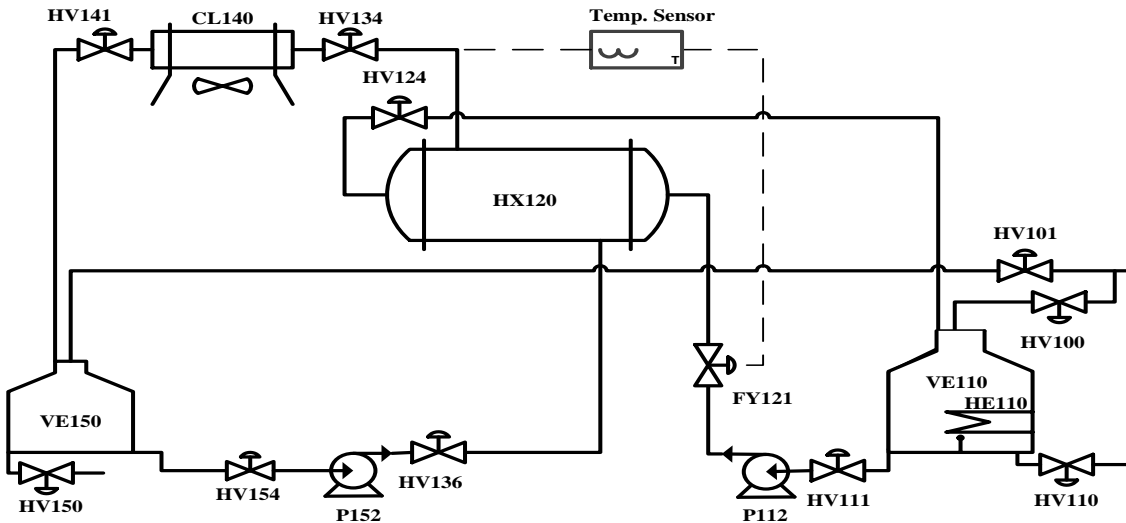 HV141
CL140
HV134
Temp. Sensor
T
HV124
HX120
HV101
HV100
VE110
HE110
FY121
VE150
HV136
HV154
HV150
P152
P112
HV111
HV110